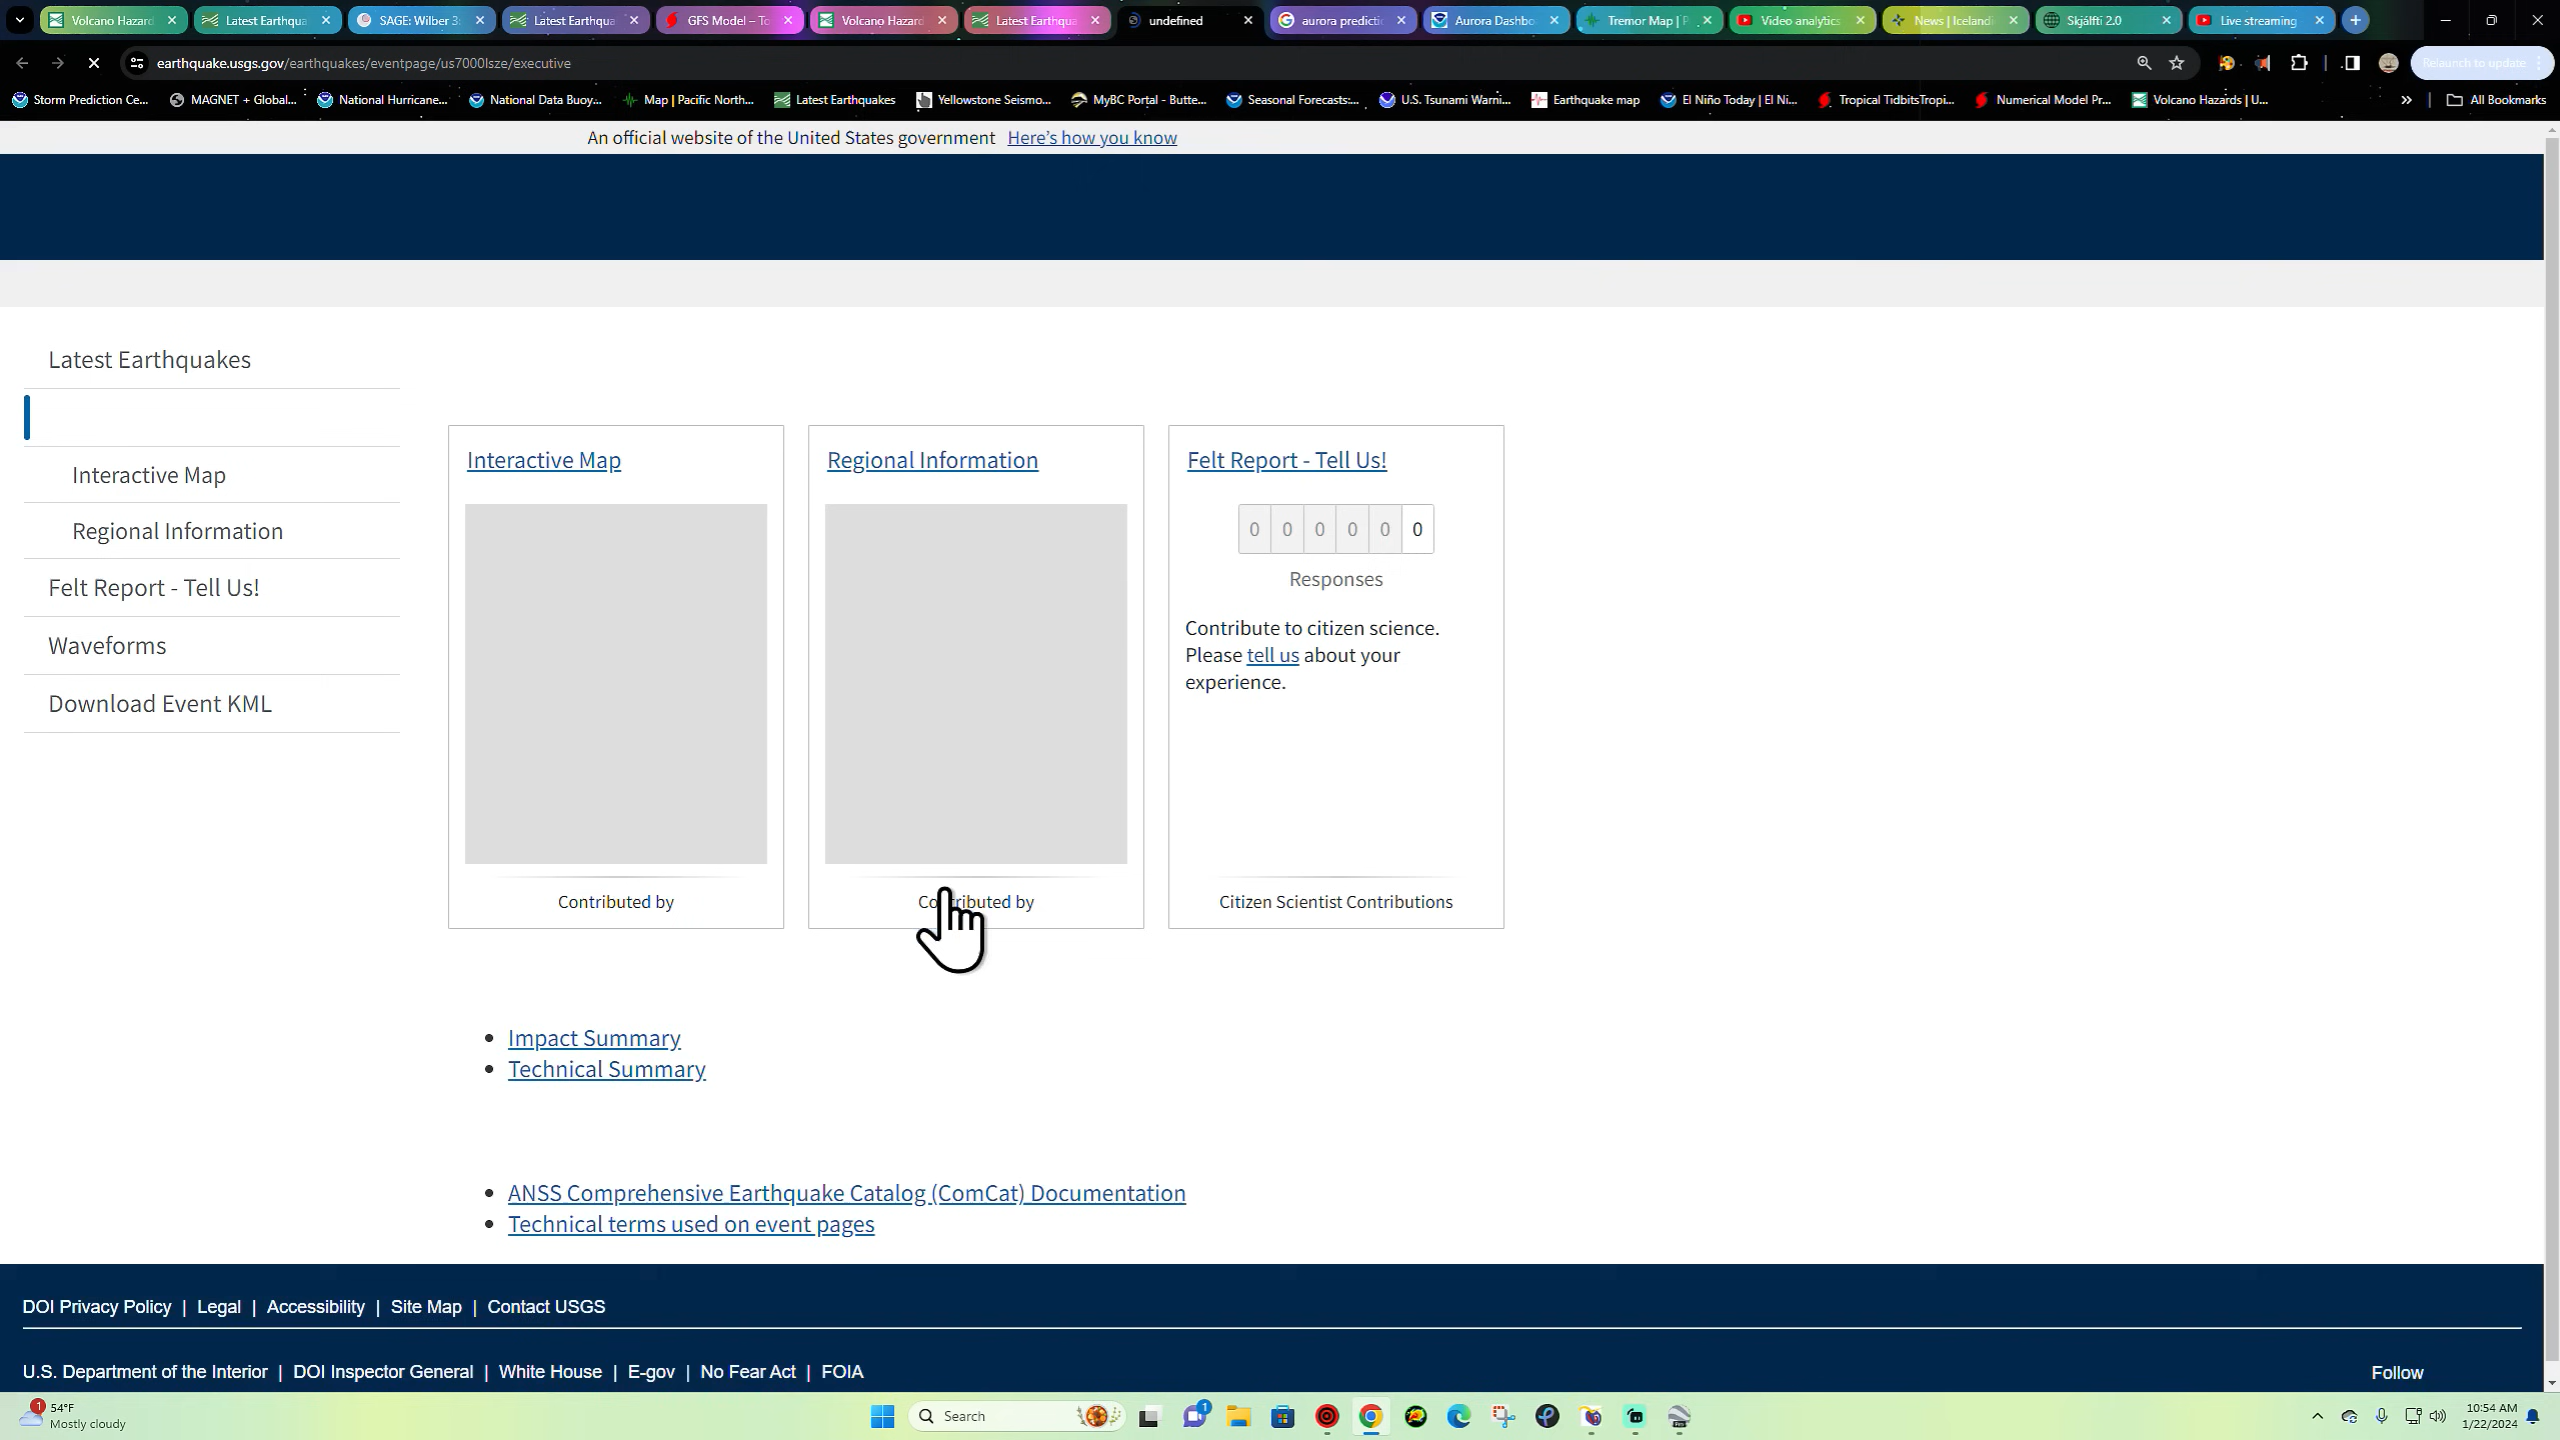 Volcano Hazard
Latest Earthqua
SAGE: Wilber 3:
Latest Earthqua
GFS Model – To
Volcano Hazard
Latest Earthqua
undefined
aurora predicti
Aurora Dashbo
Tremor Map | P
Video analytics
News | Icelandi
Skjálfti 2.0
Live streaming
earthquake.usgs.gov/earthquakes/eventpage/us7000lsze/executive
Relaunch to update
Storm Prediction Ce...
MAGNET + Global...
National Hurricane...
National Data Buoy...
Map | Pacific North...
Latest Earthquakes
Yellowstone Seismo...
MyBC Portal - Butte...
Seasonal Forecasts:...
U.S. Tsunami Warni...
Earthquake map
El Niño Today | El Ni...
Tropical TidbitsTropi...
Numerical Model Pr...
Volcano Hazards | U...
»
All Bookmarks
An official website of the United States government Here's how you know
Latest Earthquakes
Interactive Map
Regional Information
Felt Report - Tell Us!
Waveforms
Download Event KML
Interactive Map
Contributed by
Regional Information
Contributed by
Felt Report - Tell Us!
0 0 0 0 0 0
Responses
Contribute to citizen science.
Please tell us about your
experience.
Citizen Scientist Contributions
Impact Summary
Technical Summary
ANSS Comprehensive Earthquake Catalog (ComCat) Documentation
Technical terms used on event pages
DOI Privacy Policy | Legal | Accessibility | Site Map | Contact USGS
U.S. Department of the Interior | DOI Inspector General | White House | E-gov | No Fear Act | FOIA
Follow
1
54°F
Mostly cloudy
Search
1
10:54 AM
1/22/2024